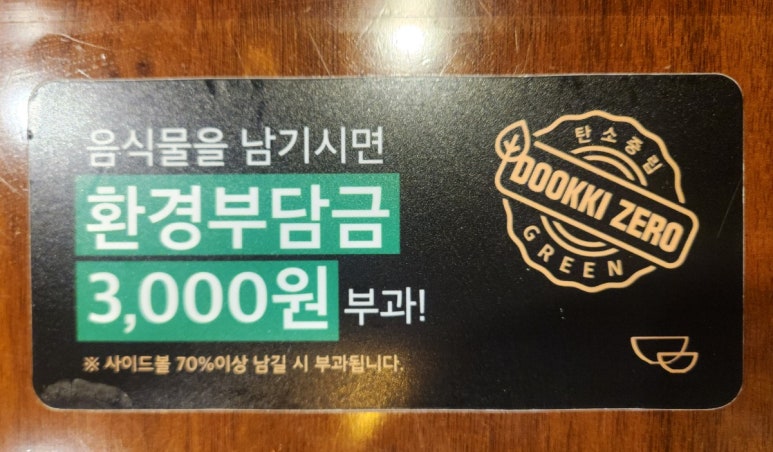 음식물을 남기시면
환경부담금
3,000원 부과!
※ 사이드볼 70%이상 남길 시 부과됩니다.
탄소중립
DOOKKI ZERO
GREEN